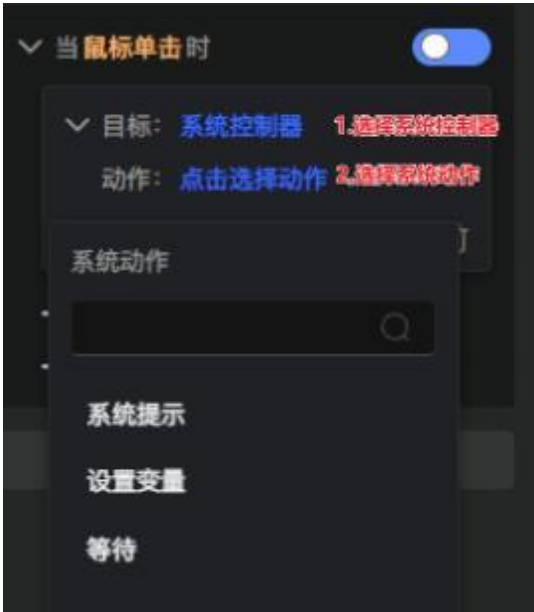 当鼠标单击时
目标：系统控制器 1.选择系统控制器
动作：点击选择动作 2.选择系统动作
系统动作
系统提示
设置变量
等待